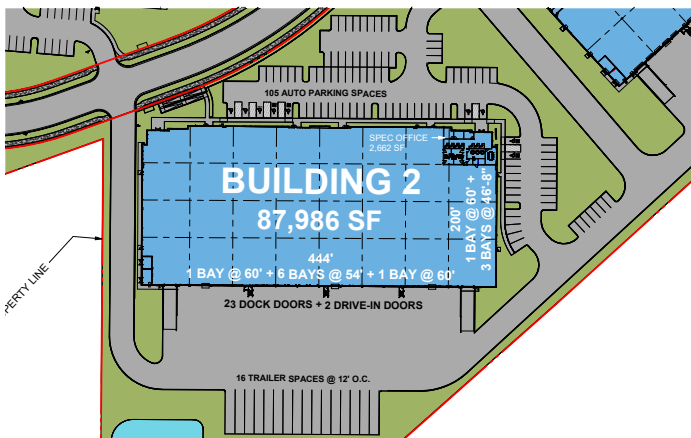 105 AUTO PARKING SPACES
SPEC OFFICE
2,662 SF
BUILDING 2
87,986 SF
200'
1 BAY @ 60' +
3 BAYS @ 46'-8"
444'
1 BAY @ 60' + 6 BAYS @ 54' + 1 BAY @ 60'
PERTY LINE
23 DOCK DOORS + 2 DRIVE-IN DOORS
16 TRAILER SPACES @ 12' O.C.